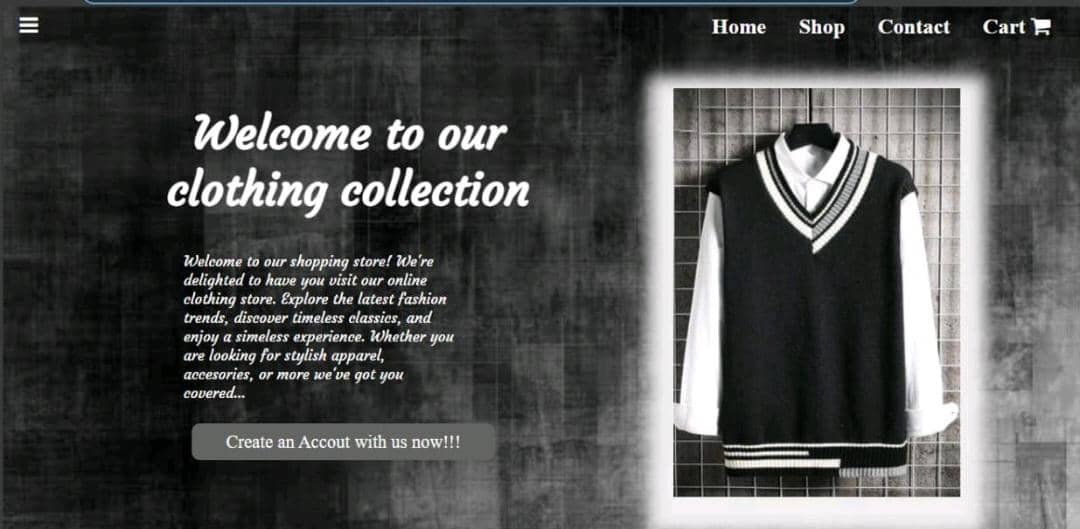 Home Shop Contact Cart
Welcome to our
clothing collection
Welcome to our shopping store! We're
delighted to have you visit our online
clothing store. Explore the latest fashion
trends, discover timeless classics, and
enjoy a simeless experience. Whether you
are looking for stylish apparel,
accesories, or more we've got you
covered...
Create an Accout with us now!!!